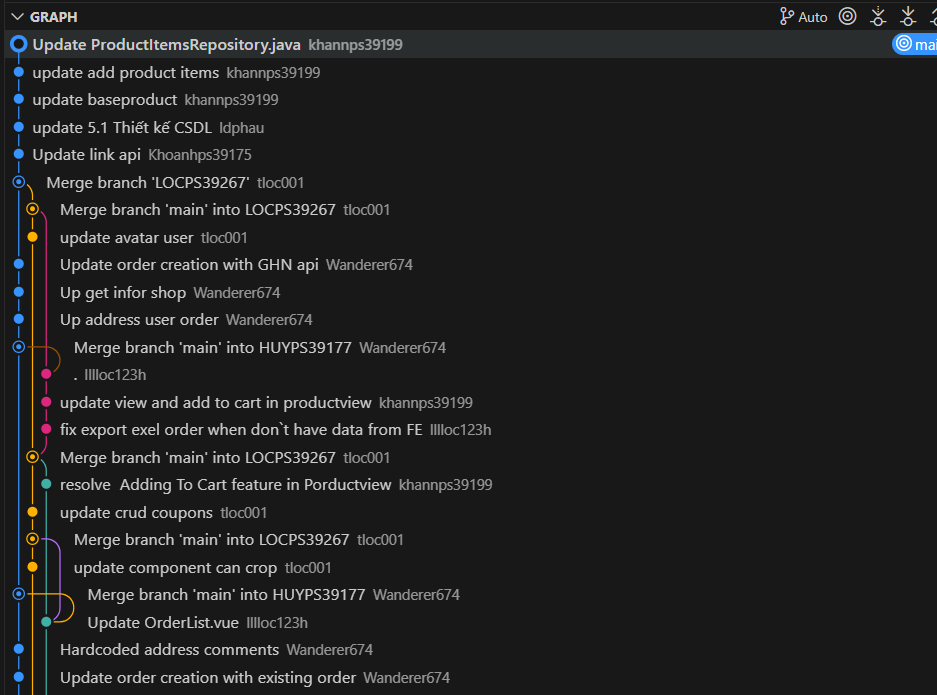 GRAPH Auto
Update ProductItemsRepository.java khannps39199 mai
update add product items khannps39199
update baseproduct khannps39199
update 5.1 Thiết kế CSDL ldphau
Update link api Khoanhps39175
Merge branch 'LOCPS39267' tloc001
Merge branch 'main' into LOCPS39267 tloc001
update avatar user tloc001
Update order creation with GHN api Wanderer674
Up get infor shop Wanderer674
Up address user order Wanderer674
Merge branch 'main' into HUYPS39177 Wanderer674
. lllloc123h
update view and add to cart in productview khannps39199
fix export exel order when don`t have data from FE lllloc123h
Merge branch 'main' into LOCPS39267 tloc001
resolve  Adding To Cart feature in Porductview khannps39199
update crud coupons tloc001
Merge branch 'main' into LOCPS39267 tloc001
update component can crop tloc001
Merge branch 'main' into HUYPS39177 Wanderer674
Update OrderList.vue lllloc123h
Hardcoded address comments Wanderer674
Update order creation with existing order Wanderer674